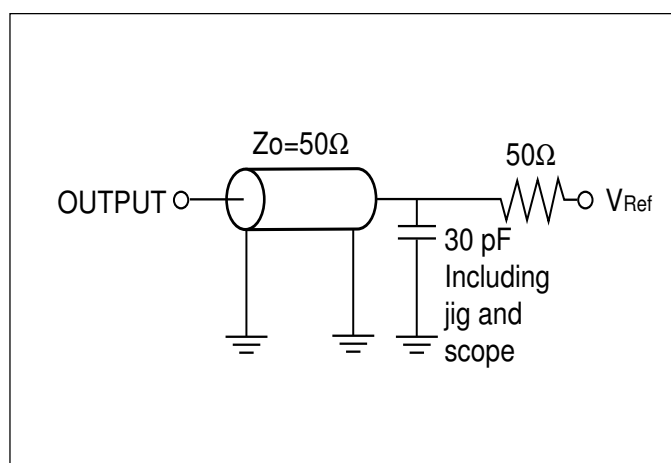 Zo=50Ω
50Ω
OUTPUT
VRef
30 pF
Including
jig and
scope